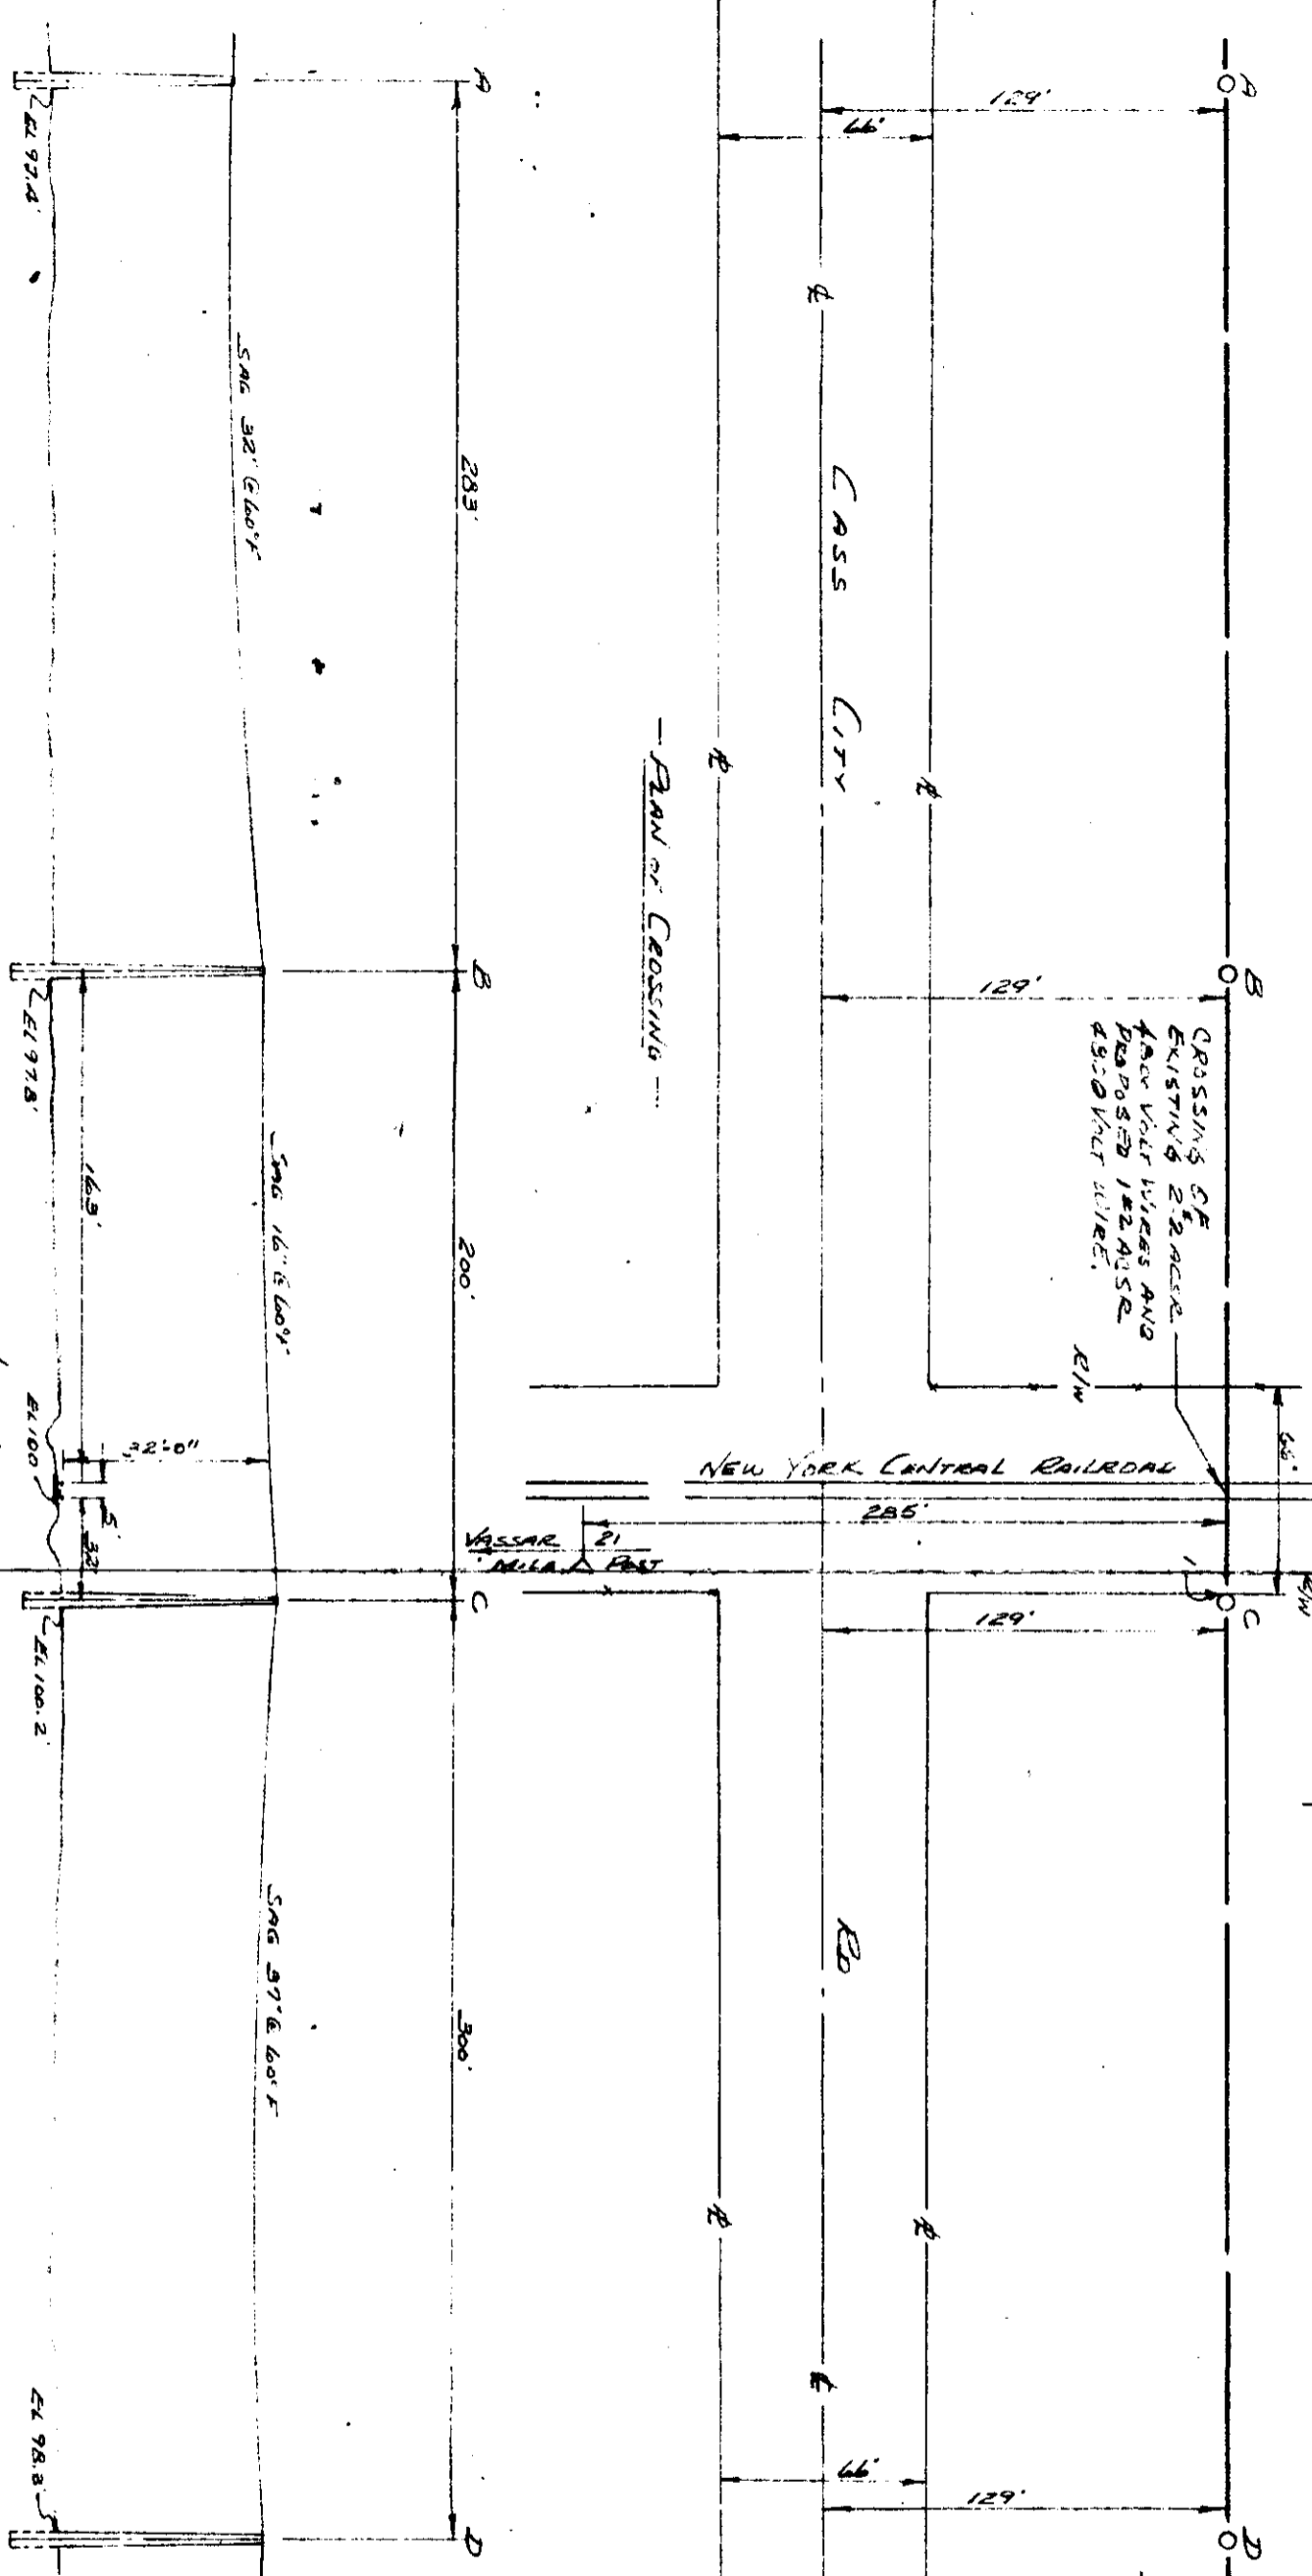 A
B
C
D
129'
66'
129'
CROSSING OF
EXISTING 2-#2 ACSR
4800 VOLT WIRES AND
PROPOSED 1#2 ACSR
4800 VOLT WIRE.
R/W
66'
R/W
1'
129'
66'
129'
NEW YORK CENTRAL RAILROAD
285'
VASSAR
21
MILE POST
CASS CITY RD
— PLAN OF CROSSING —
A
283'
B
200'
C
300'
D
SAG 32" @ 60°F
SAG 16" @ 60°F
SAG 37" @ 60°F
163'
32'-0"
5'
32'
EL 97.4'
EL 97.8'
EL 100
EL 100.2'